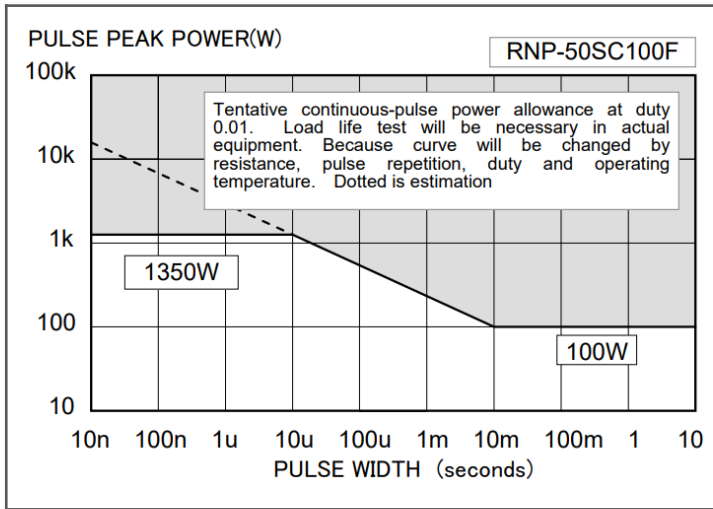 PULSE PEAK POWER(W)
RNP-50SC100F
100k
Tentative continuous-pulse power allowance at duty
0.01. Load life test will be necessary in actual
equipment. Because curve will be changed by
resistance, pulse repetition, duty and operating
temperature. Dotted is estimation
10k
1k
1350W
100
100W
10
10n 100n 1u 10u 100u 1m 10m 100m 1 10
PULSE WIDTH (seconds)